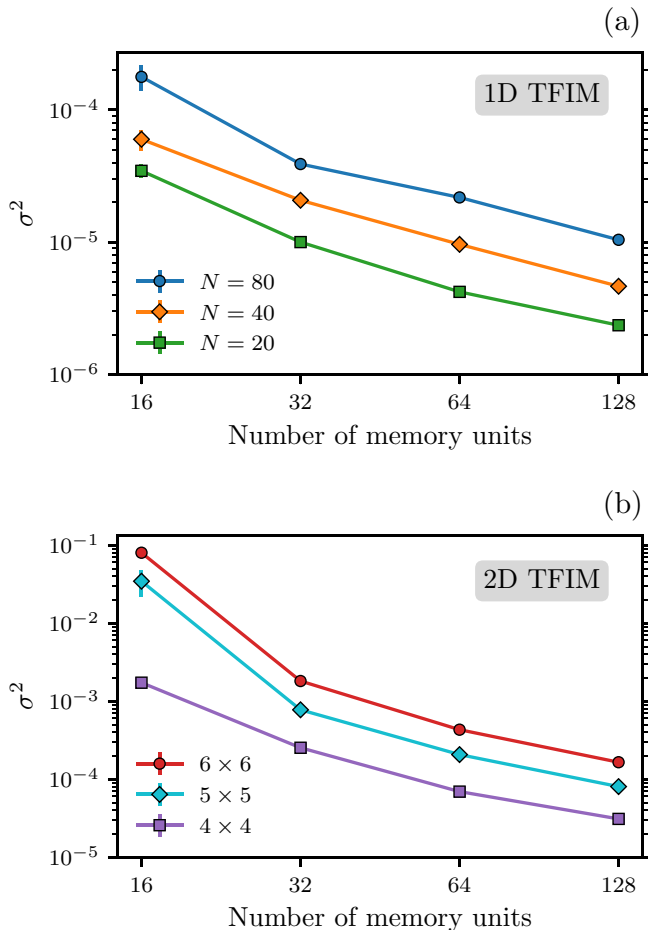 (a)
1D TFIM
10⁻⁴
10⁻⁵
10⁻⁶
σ²
N = 80
N = 40
N = 20
16 32 64 128
Number of memory units
(b)
2D TFIM
10⁻¹
10⁻²
10⁻³
10⁻⁴
10⁻⁵
σ²
6 × 6
5 × 5
4 × 4
16 32 64 128
Number of memory units